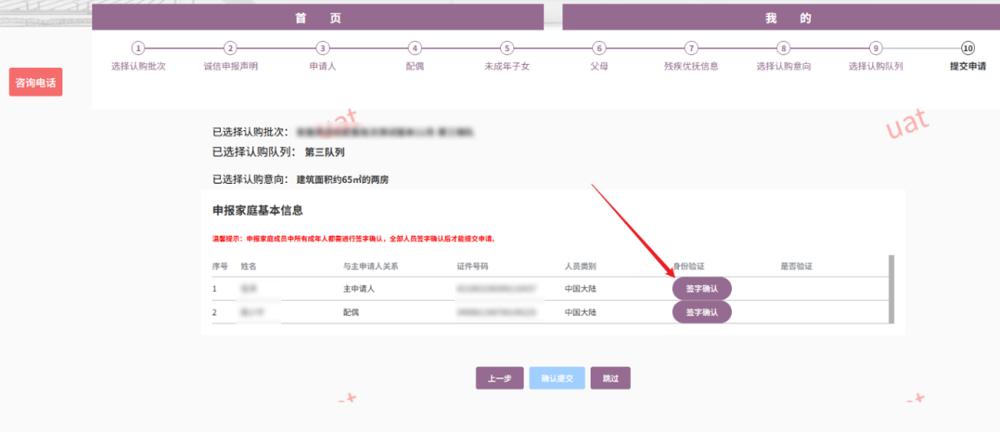 首 页 我 的
1 2 3 4 5 6 7 8 9 10
选择认购批次 诚信申报声明 申请人 配偶 未成年子女 父母 残疾优抚信息 选择认购意向 选择认购队列 提交申请
咨询电话
uat uat
已选择认购批次：
已选择认购队列： 第三队列
已选择认购意向： 建筑面积约65㎡的两房
申报家庭基本信息
温馨提示：申报家庭成员中所有成年人都需进行签字确认，全部人员签字确认后才能提交申请。
序号 姓名 与主申请人关系 证件号码 人员类别 身份验证 是否验证
1 主申请人 中国大陆 签字确认
2 配偶 中国大陆 签字确认
上一步 确认提交 跳过